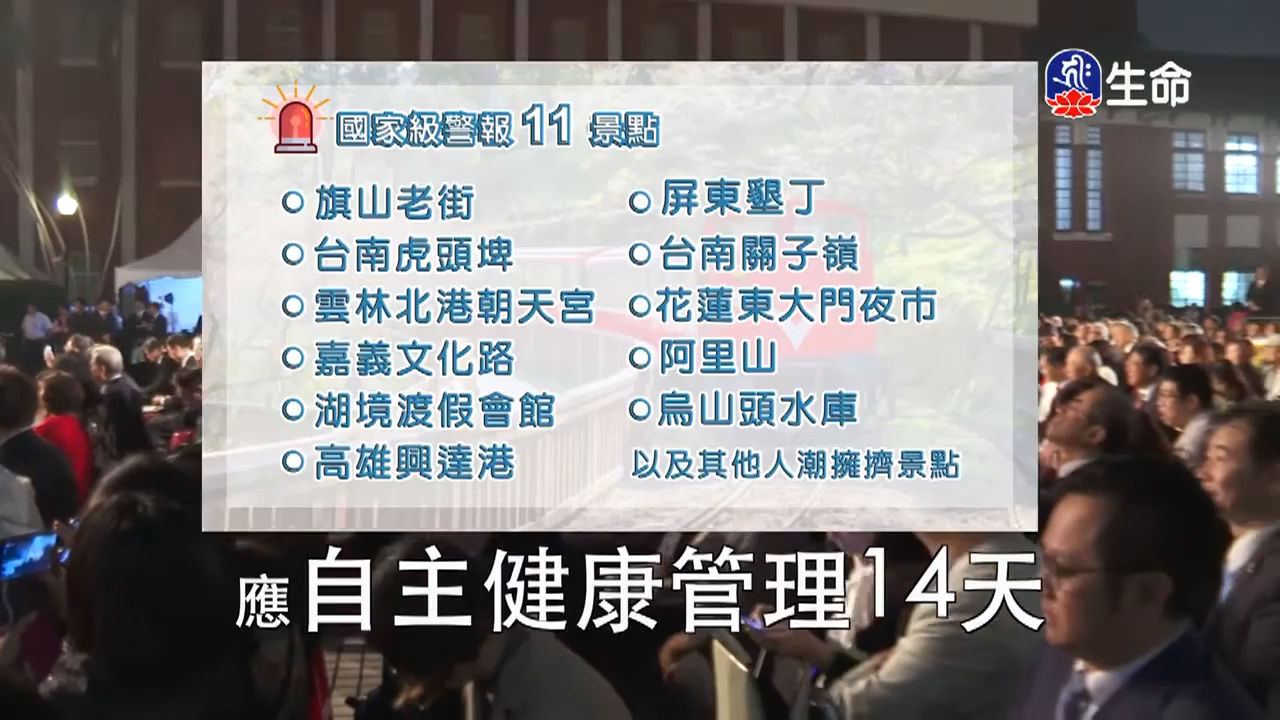 生命
國家級警報11景點
旗山老街
台南虎頭埤
雲林北港朝天宮
嘉義文化路
湖境渡假會館
高雄興達港
屏東墾丁
台南關子嶺
花蓮東大門夜市
阿里山
烏山頭水庫
以及其他人潮擁擠景點
應自主健康管理14天